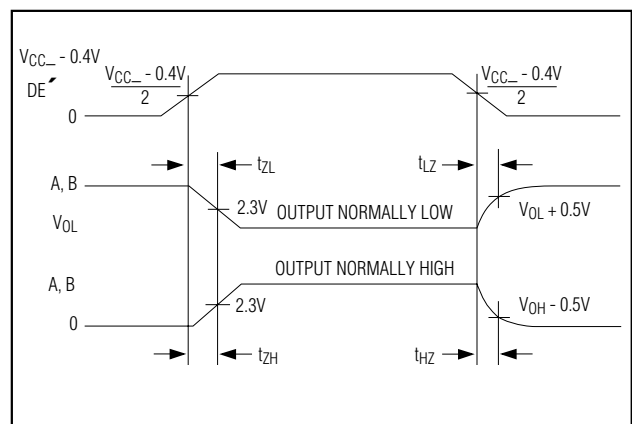 VCC_ - 0.4V
DE´
VCC_ - 0.4V
2
VCC_ - 0.4V
2
0
tZL
tLZ
A, B
2.3V
OUTPUT NORMALLY LOW
VOL + 0.5V
VOL
OUTPUT NORMALLY HIGH
A, B
2.3V
VOH - 0.5V
0
tZH
tHZ